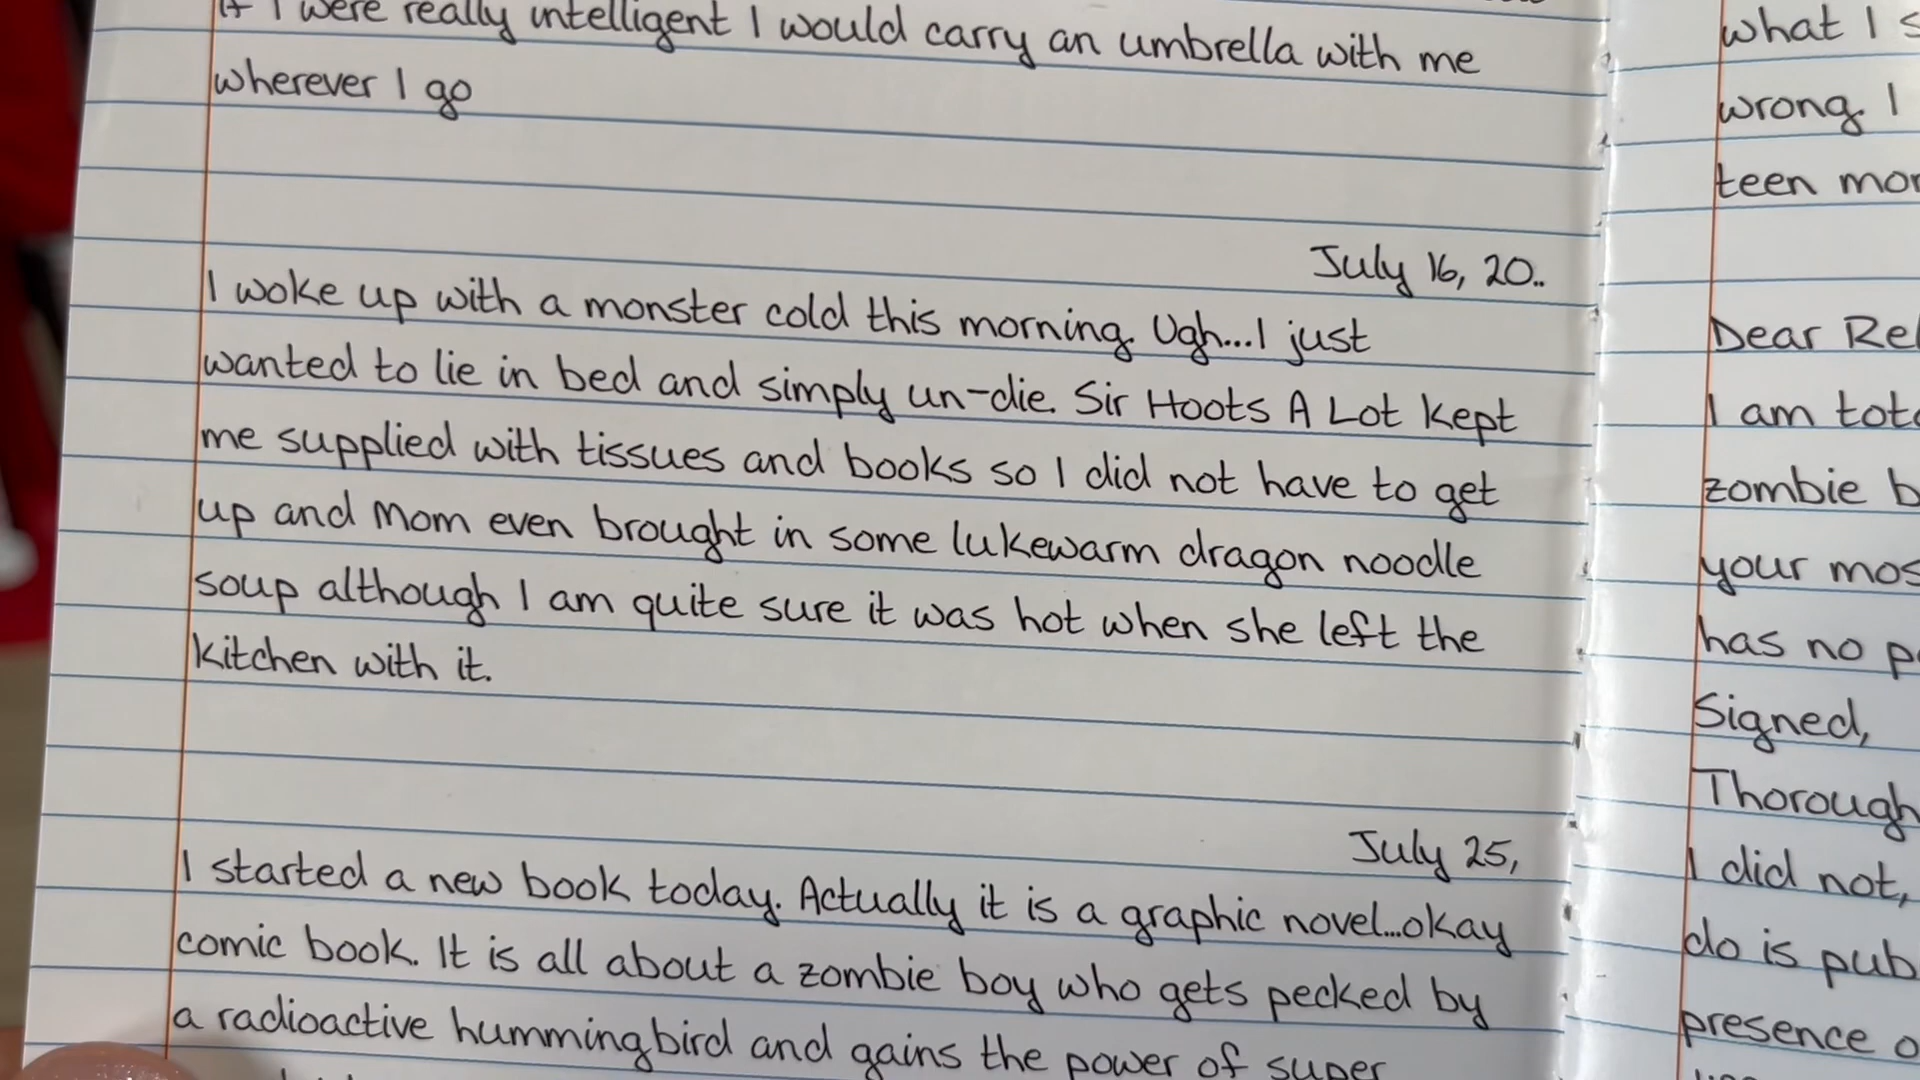 If I were really intelligent I would carry an umbrella with me
wherever I go
July 16, 20..
I woke up with a monster cold this morning. Ugh...I just
wanted to lie in bed and simply un-die. Sir Hoots A Lot kept
me supplied with tissues and books so I did not have to get
up and Mom even brought in some lukewarm dragon noodle
soup although I am quite sure it was hot when she left the
kitchen with it.
July 25,
I started a new book today. Actually it is a graphic novel...okay
comic book. It is all about a zombie boy who gets pecked by
a radioactive hummingbird and gains the power of super
what I
wrong. I
teen
Dear
I am
zombie
your
has no
Signed,
I did not,
do is
presence